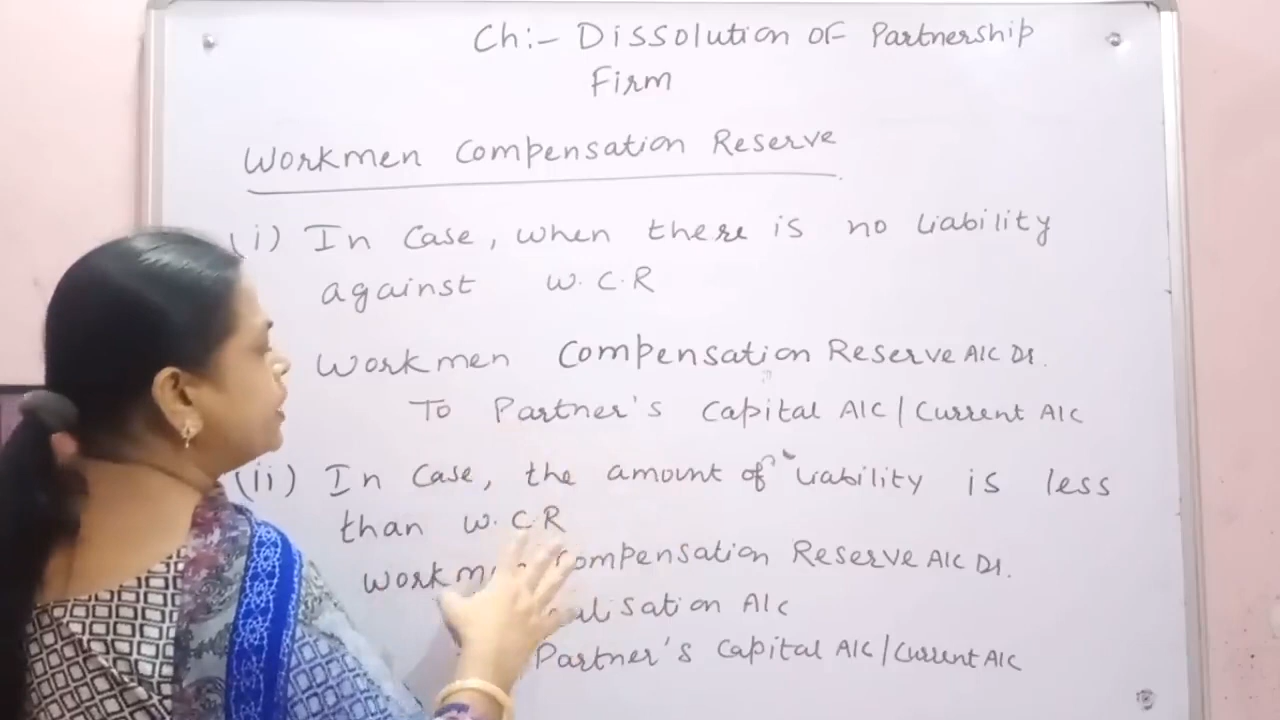 Ch:- Dissolution of Partnership
Firm
Workmen Compensation Reserve
(i) In Case, when there is no liability
against W.C.R
Workmen Compensation Reserve A/C Dr.
To Partner's Capital A/C / Current A/C
(ii) In Case, the amount of liability is less
than W.C.R
Compensation Reserve A/C Dr.
A/C
Partner's Capital A/C / Current A/C